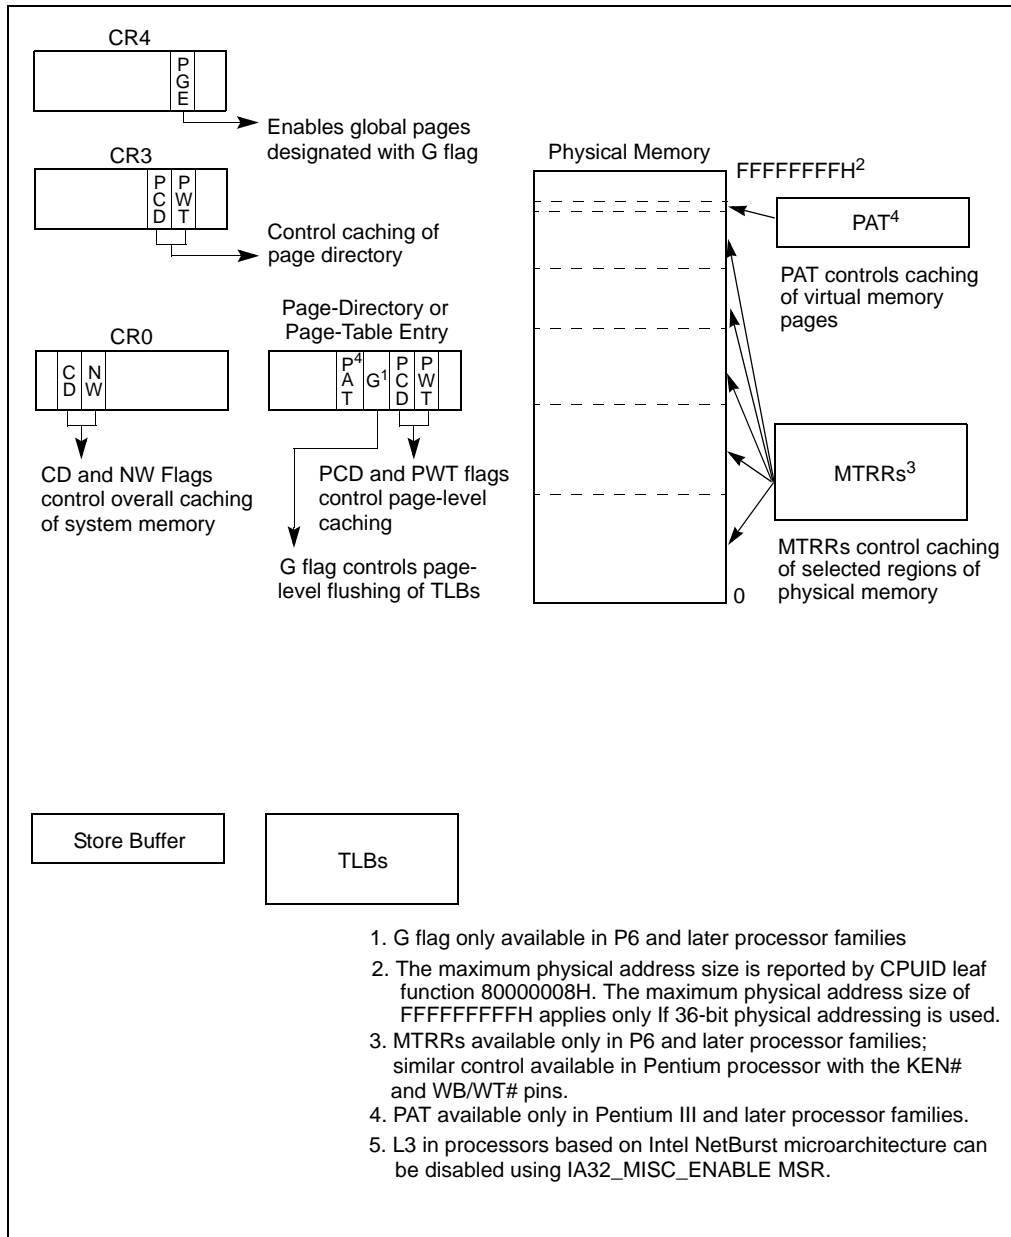 CR4
PGE
Enables global pages
designated with G flag
CR3
PCD PWT
Control caching of
page directory
CR0
CD NW
CD and NW Flags
control overall caching
of system memory
Page-Directory or
Page-Table Entry
PAT4 G1 PCD PWT
PCD and PWT flags
control page-level
caching
G flag controls page-
level flushing of TLBs
Physical Memory
FFFFFFFFH2
0
PAT4
PAT controls caching
of virtual memory
pages
MTRRs3
MTRRs control caching
of selected regions of
physical memory
Store Buffer
TLBs
1. G flag only available in P6 and later processor families
2. The maximum physical address size is reported by CPUID leaf
function 80000008H. The maximum physical address size of
FFFFFFFFFH applies only If 36-bit physical addressing is used.
3. MTRRs available only in P6 and later processor families;
similar control available in Pentium processor with the KEN#
and WB/WT# pins.
4. PAT available only in Pentium III and later processor families.
5. L3 in processors based on Intel NetBurst microarchitecture can
be disabled using IA32_MISC_ENABLE MSR.